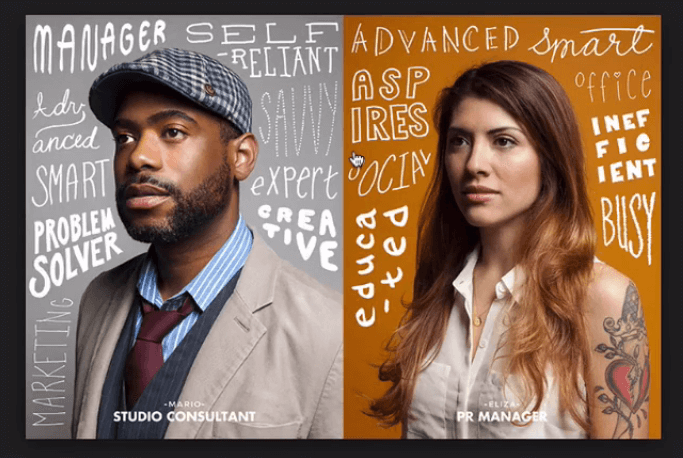 MANAGER
SELF
-RELIANT
Adv
anced
SAVVY
SMART
expert
PROBLEM
SOLVER
CREA
TIVE
MARKETING
-MARIO-
STUDIO CONSULTANT
ADVANCED smart
ASP
IRES
office
INEF
FIC
IENT
SOCIAL
BUSY
educa
-ted
-ELIZA-
PR MANAGER